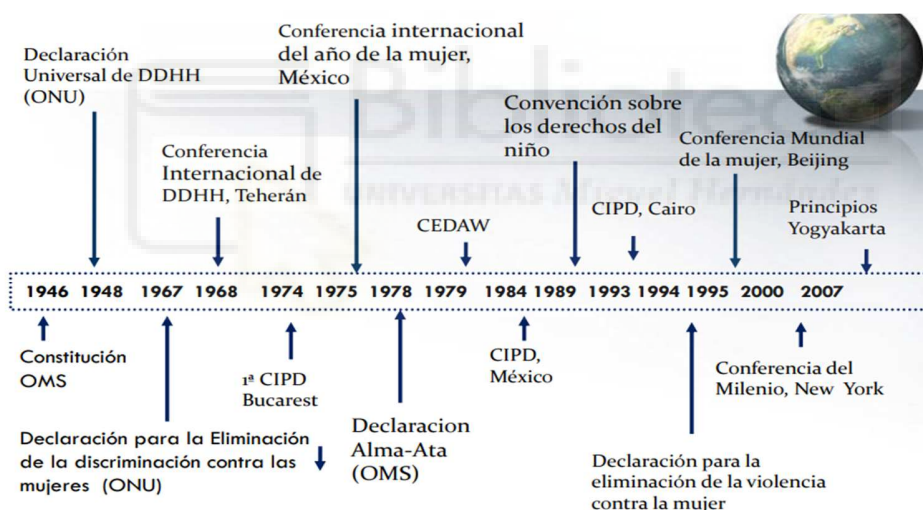 Declaración
Universal de DDHH
(ONU)
Conferencia internacional
del año de la mujer,
México
Conferencia
Internacional de
DDHH, Teherán
CEDAW
Convención sobre
los derechos del
niño
CIPD, Cairo
Conferencia Mundial
de la mujer, Beijing
Principios
Yogyakarta
Biblioteca
UNIVERSITAS Miguel Hernández
1946 1948 1967 1968 1974 1975 1978 1979 1984 1989 1993 1994 1995 2000 2007
Constitución
OMS
Declaración para la Eliminación
de la discriminación contra las
mujeres (ONU)
1ª CIPD
Bucarest
Declaracion
Alma-Ata
(OMS)
CIPD,
México
Declaración para la
eliminación de la violencia
contra la mujer
Conferencia del
Milenio, New York